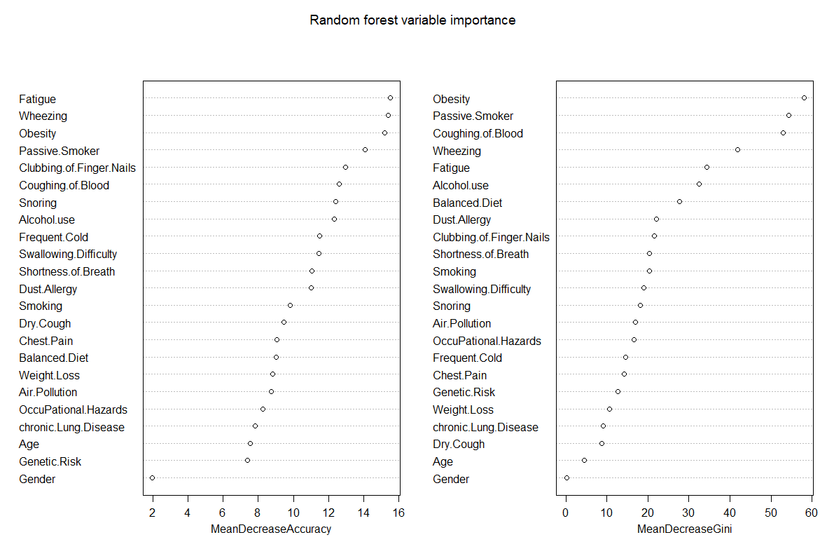 Random forest variable importance
Fatigue
Wheezing
Obesity
Passive.Smoker
Clubbing.of.Finger.Nails
Coughing.of.Blood
Snoring
Alcohol.use
Frequent.Cold
Swallowing.Difficulty
Shortness.of.Breath
Dust.Allergy
Smoking
Dry.Cough
Chest.Pain
Balanced.Diet
Weight.Loss
Air.Pollution
OccuPational.Hazards
chronic.Lung.Disease
Age
Genetic.Risk
Gender
2 4 6 8 10 12 14 16
MeanDecreaseAccuracy
Obesity
Passive.Smoker
Coughing.of.Blood
Wheezing
Fatigue
Alcohol.use
Balanced.Diet
Dust.Allergy
Clubbing.of.Finger.Nails
Shortness.of.Breath
Smoking
Swallowing.Difficulty
Snoring
Air.Pollution
OccuPational.Hazards
Frequent.Cold
Chest.Pain
Genetic.Risk
Weight.Loss
chronic.Lung.Disease
Dry.Cough
Age
Gender
0 10 20 30 40 50 60
MeanDecreaseGini